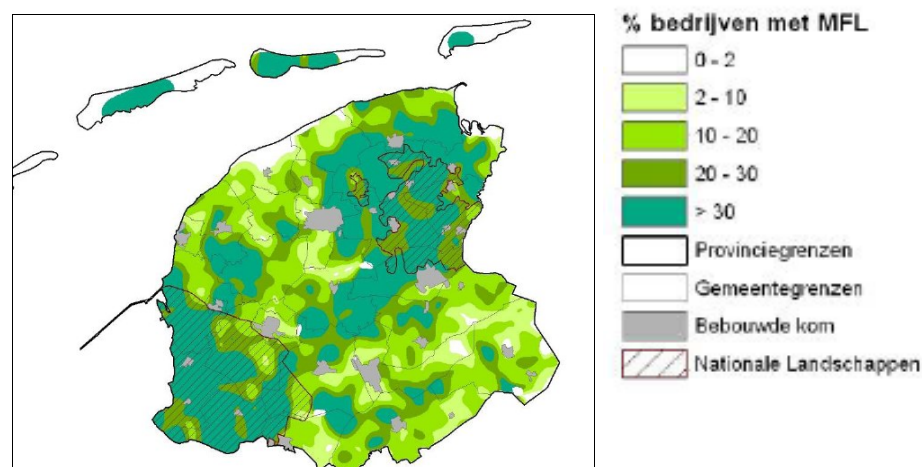 % bedrijven met MFL
0 - 2
2 - 10
10 - 20
20 - 30
> 30
Provinciegrenzen
Gemeentegrenzen
Bebouwde kom
Nationale Landschappen